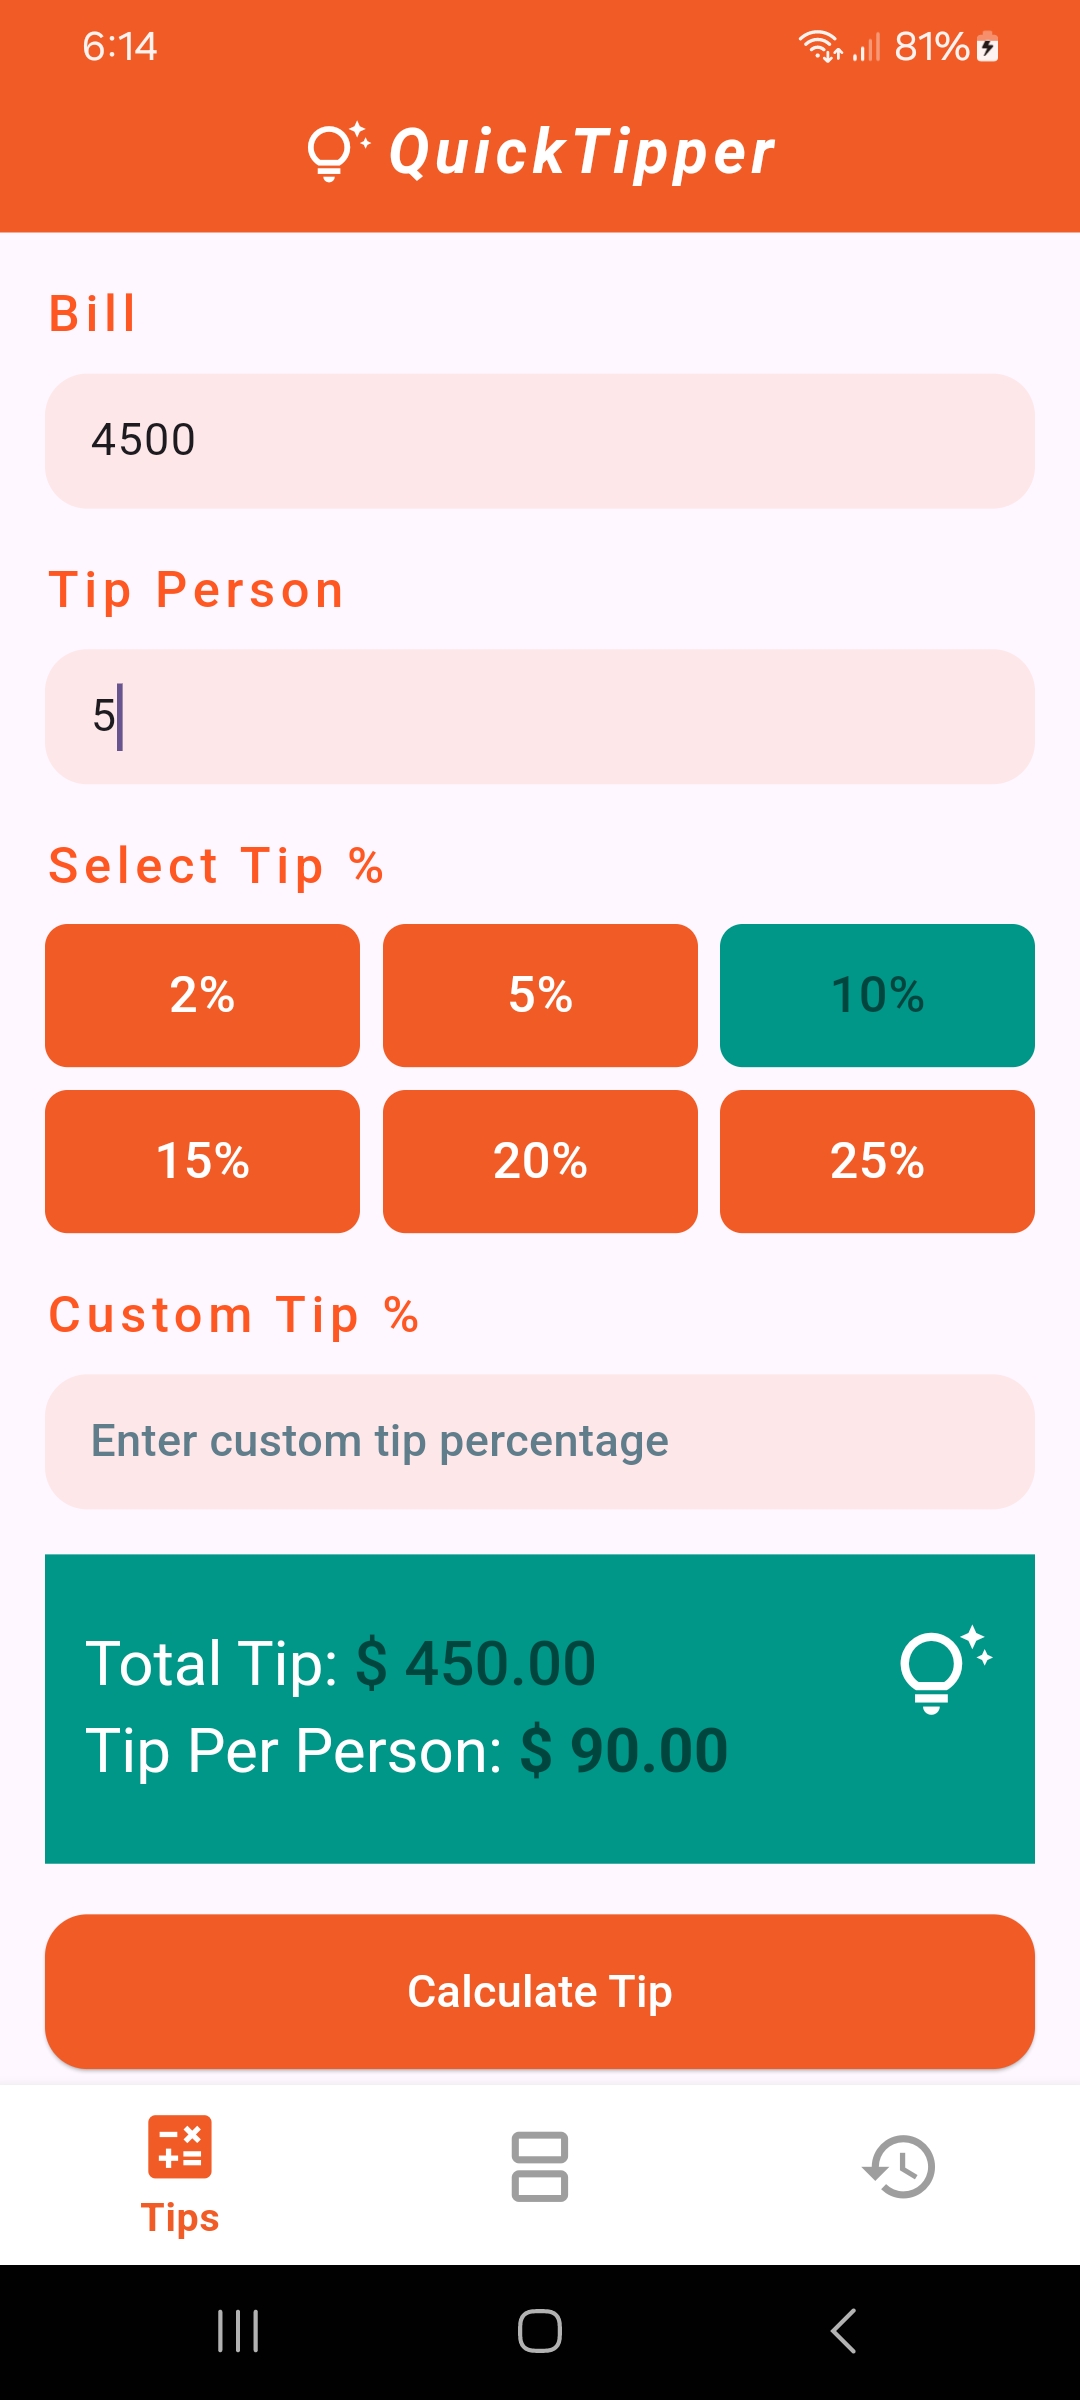 6:14 81%
QuickTipper
Bill
4500
Tip Person
5
Select Tip %
2% 5% 10%
15% 20% 25%
Custom Tip %
Enter custom tip percentage
Total Tip: $ 450.00
Tip Per Person: $ 90.00
Calculate Tip
Tips